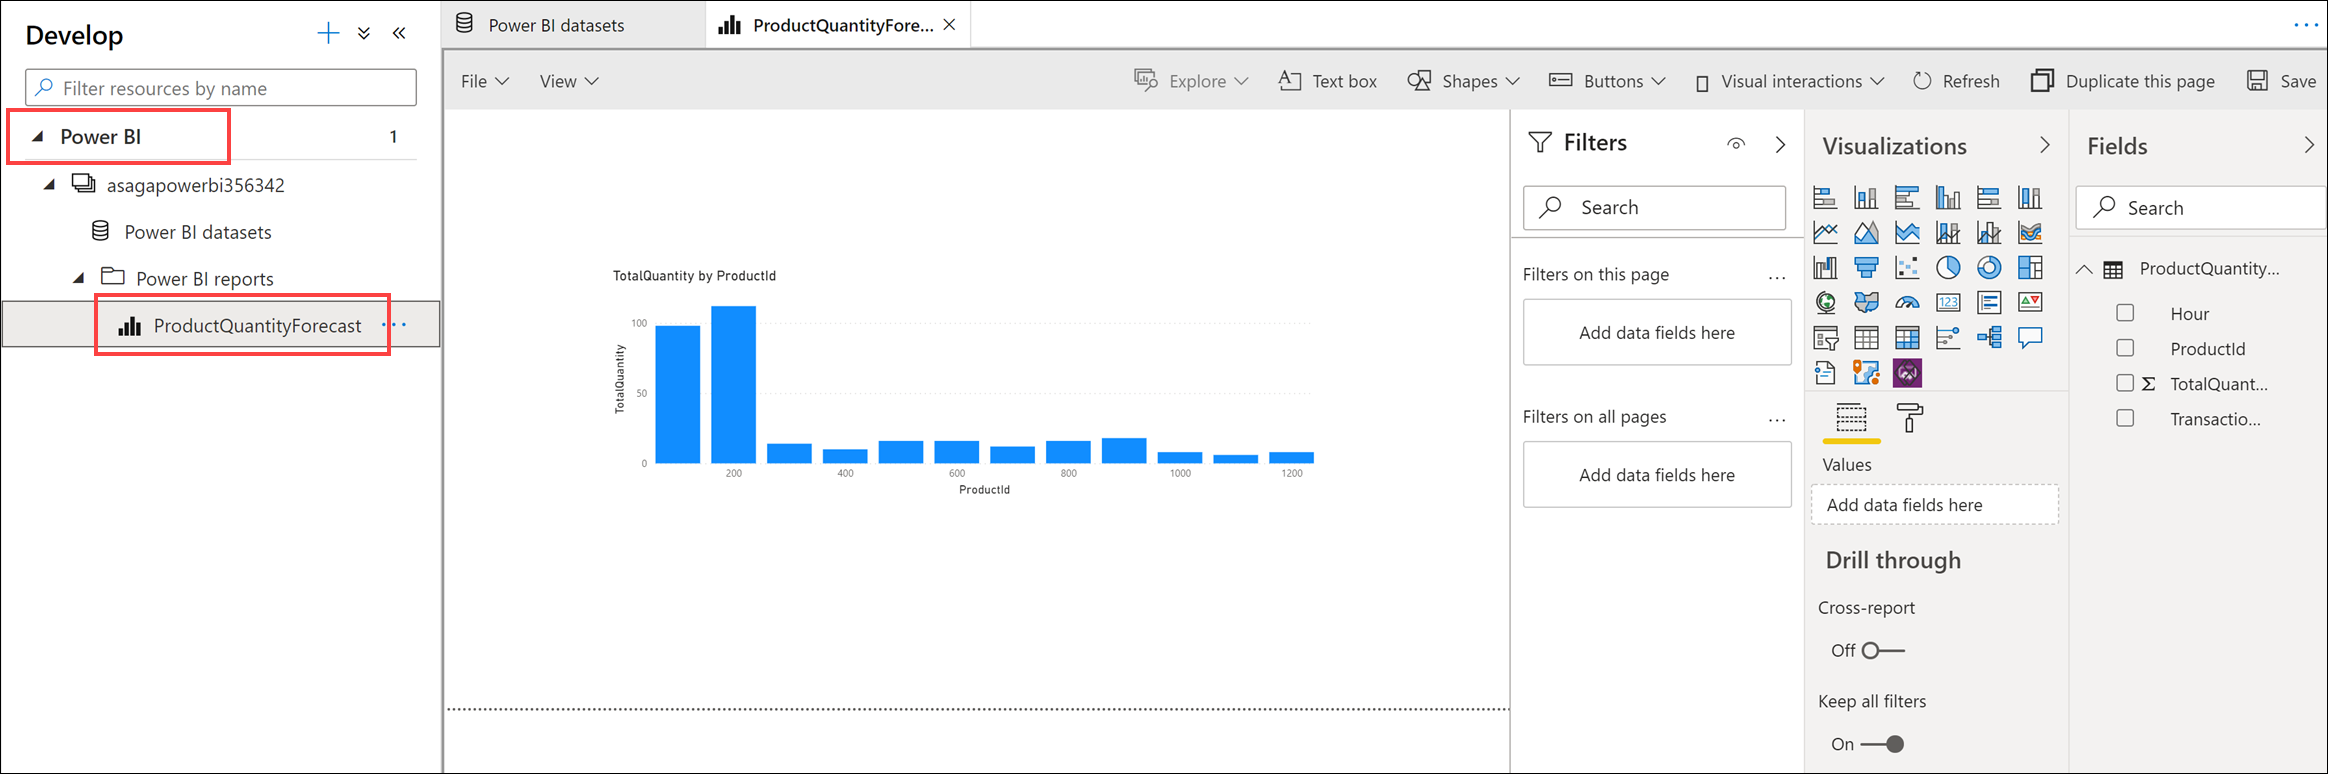 Develop
Filter resources by name
Power BI
1
asagapowerbi356342
Power BI datasets
Power BI reports
ProductQuantityForecast
Power BI datasets
ProductQuantityFore...
File
View
Explore
Text box
Shapes
Buttons
Visual interactions
Refresh
Duplicate this page
Save
TotalQuantity by ProductId
100
50
0
TotalQuantity
200
400
600
800
1000
1200
ProductId
Filters
Search
Filters on this page
Add data fields here
Filters on all pages
Add data fields here
Visualizations
123
Values
Add data fields here
Drill through
Cross-report
Off
Keep all filters
On
Fields
Search
ProductQuantity...
Hour
ProductId
Σ TotalQuant...
Transactio...